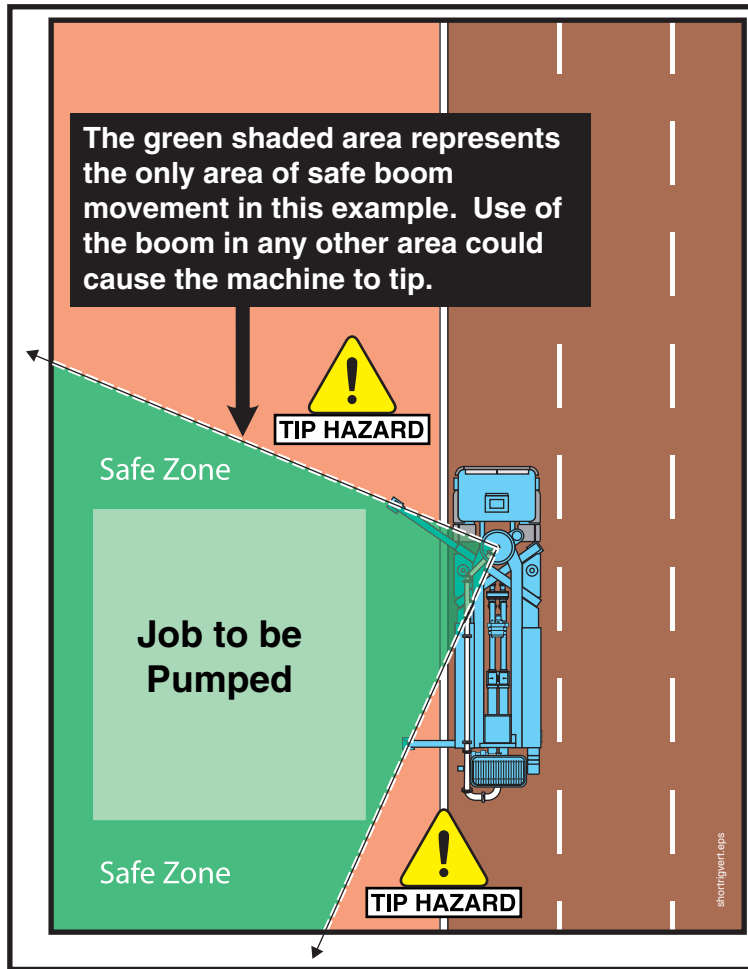 The green shaded area represents
the only area of safe boom
movement in this example.  Use of
the boom in any other area could
cause the machine to tip.
TIP HAZARD
Safe Zone
Job to be
Pumped
Safe Zone
TIP HAZARD
shortrigvert.eps